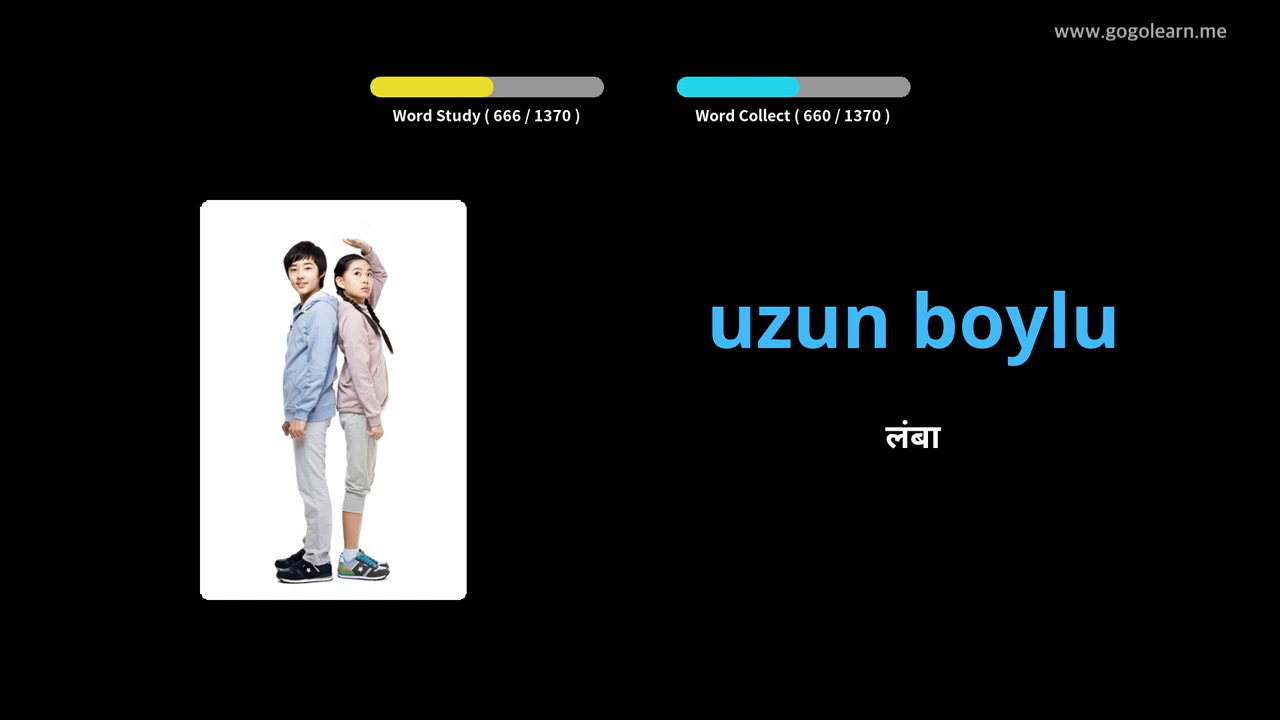 www.gogolearn.me
Word Study ( 666 / 1370 )
Word Collect ( 660 / 1370 )
uzun boylu
लंबा